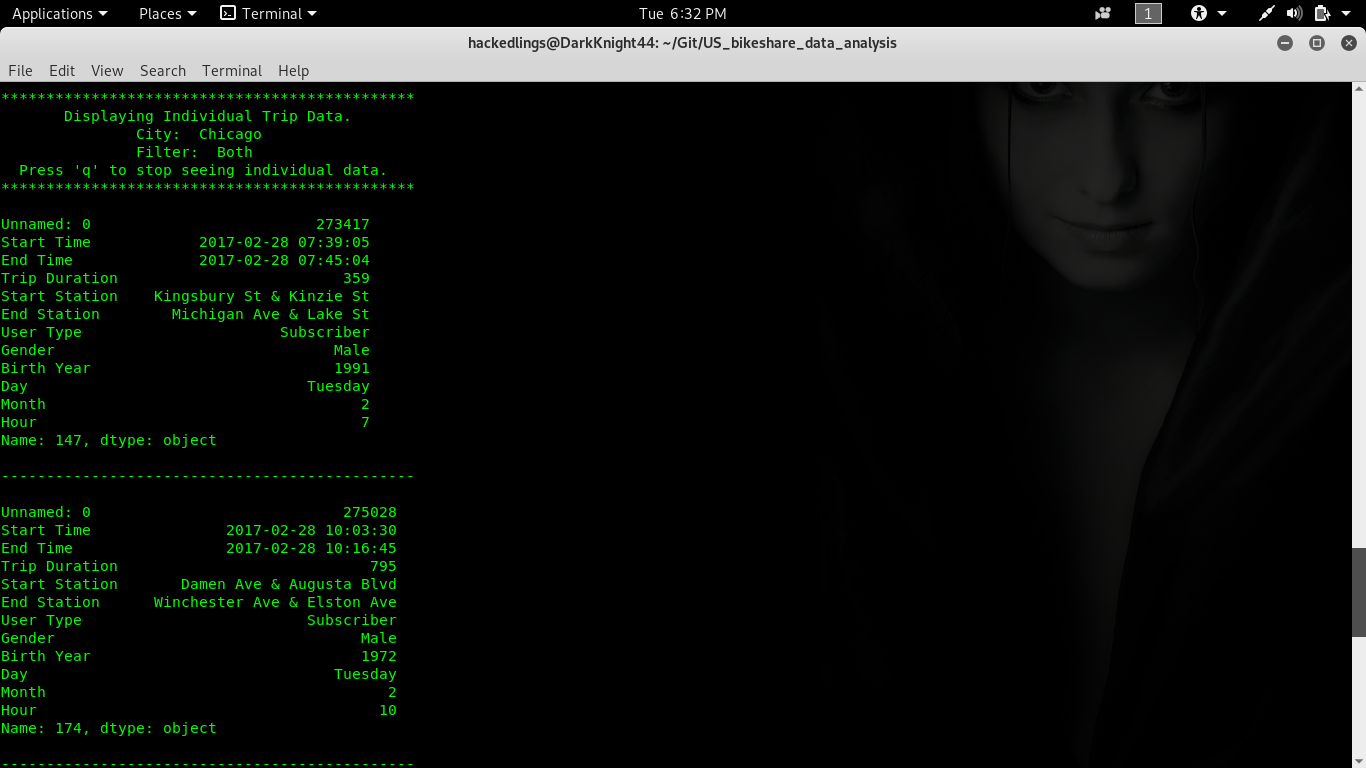 Applications Places Terminal Tue 6:32 PM 1
hackedlings@DarkKnight44: ~/Git/US_bikeshare_data_analysis
File Edit View Search Terminal Help
**********************************************
Displaying Individual Trip Data.
City: Chicago
Filter: Both
Press 'q' to stop seeing individual data.
**********************************************
Unnamed: 0 273417
Start Time 2017-02-28 07:39:05
End Time 2017-02-28 07:45:04
Trip Duration 359
Start Station Kingsbury St & Kinzie St
End Station Michigan Ave & Lake St
User Type Subscriber
Gender Male
Birth Year 1991
Day Tuesday
Month 2
Hour 7
Name: 147, dtype: object
----------------------------------------------
Unnamed: 0 275028
Start Time 2017-02-28 10:03:30
End Time 2017-02-28 10:16:45
Trip Duration 795
Start Station Damen Ave & Augusta Blvd
End Station Winchester Ave & Elston Ave
User Type Subscriber
Gender Male
Birth Year 1972
Day Tuesday
Month 2
Hour 10
Name: 174, dtype: object
----------------------------------------------